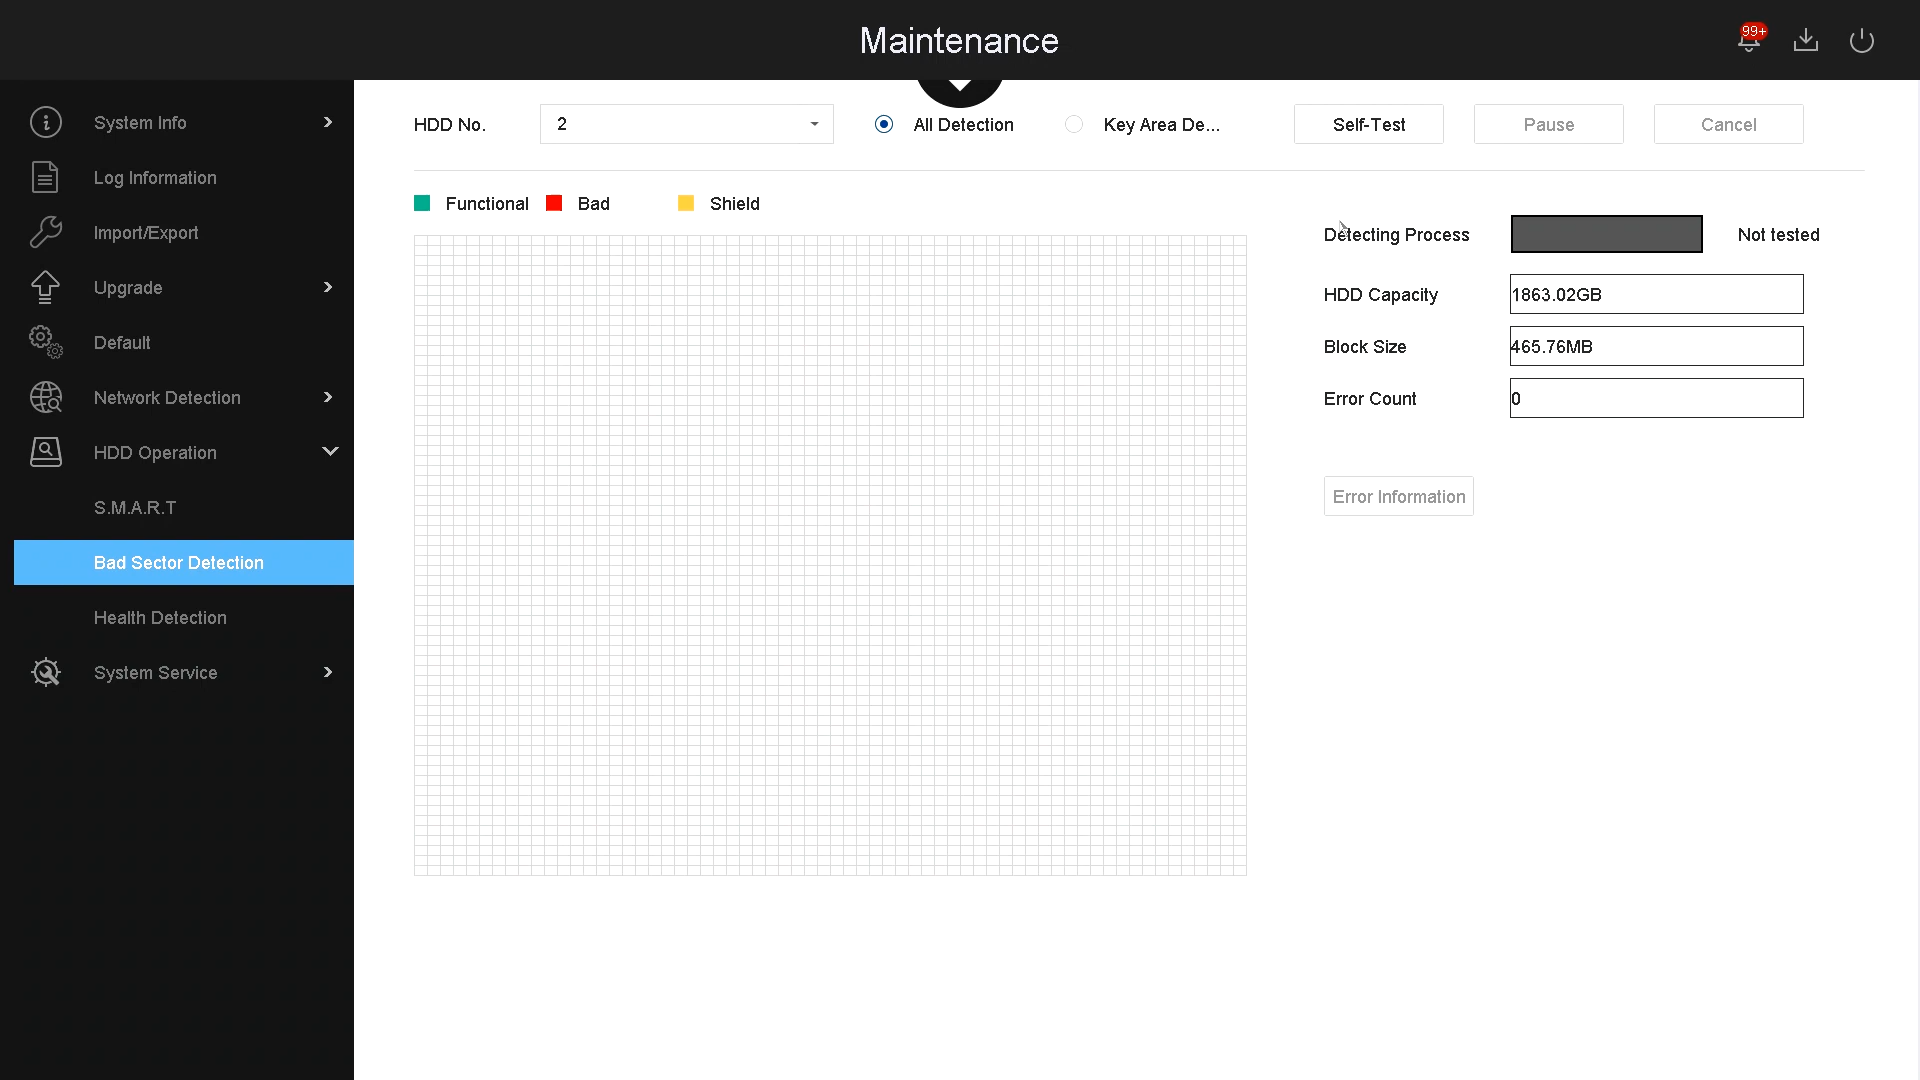 Maintenance
99+
System Info
Log Information
Import/Export
Upgrade
Default
Network Detection
HDD Operation
S.M.A.R.T
Bad Sector Detection
Health Detection
System Service
HDD No. 2 All Detection Key Area De... Self-Test Pause Cancel
Functional Bad Shield
Detecting Process Not tested
HDD Capacity 1863.02GB
Block Size 465.76MB
Error Count 0
Error Information